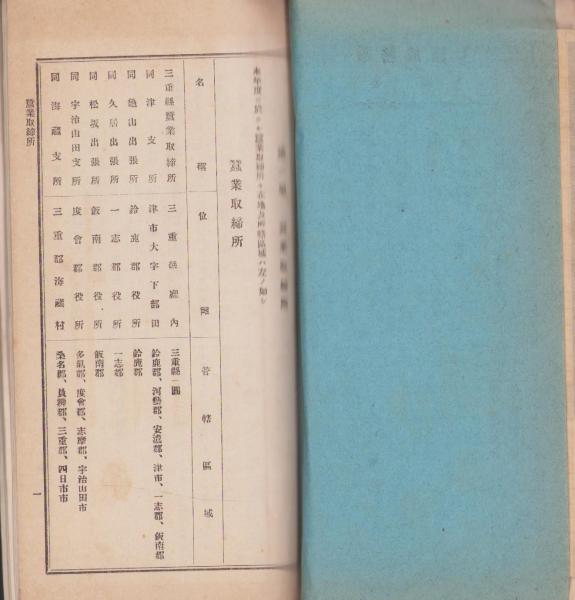 蠶業取締所
本年度ニ於ケル蠶業取締所ノ在地及所轄區域ハ左ノ如シ
名稱 位置 管轄區域
三重縣蠶業取締所 三重縣廳內 三重縣一圓
同津支所 津市大字下部田 鈴鹿郡、河藝郡、安濃郡、津市、一志郡、飯南郡
同龜山出張所 鈴鹿郡役所 鈴鹿郡
同久居出張所 一志郡役所 一志郡
同松坂出張所 飯南郡役所 飯南郡
同宇治山田支所 度會郡役所 多氣郡、度會郡、志摩郡、宇治山田市
同海藏支所 三重郡海藏村 桑名郡、員辨郡、三重郡、四日市市
蠶業取締所
一